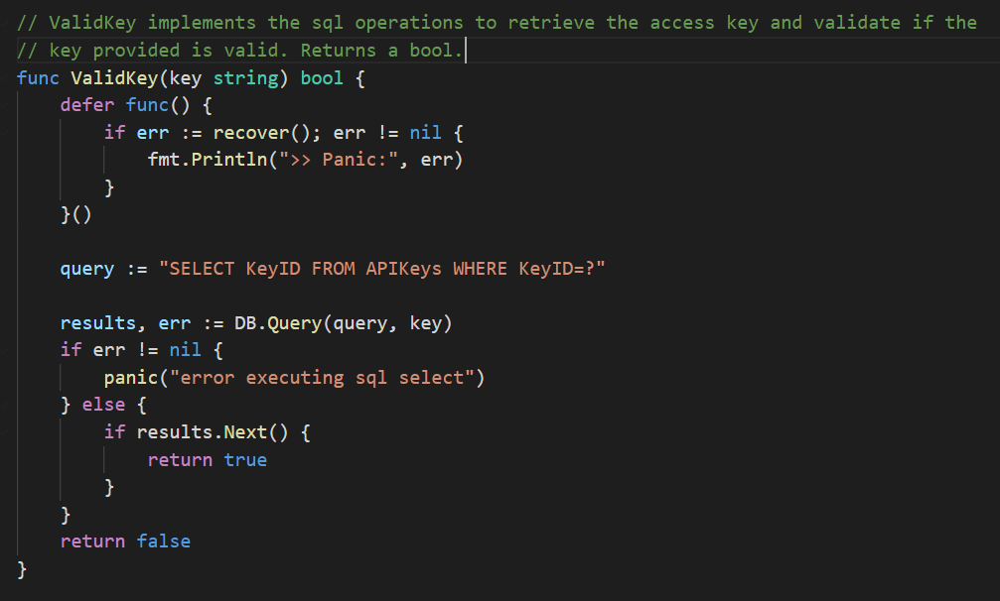 // ValidKey implements the sql operations to retrieve the access key and validate if the
// key provided is valid. Returns a bool.
func ValidKey(key string) bool {
    defer func() {
        if err := recover(); err != nil {
            fmt.Println(">> Panic:", err)
        }
    }()
    query := "SELECT KeyID FROM APIKeys WHERE KeyID=?"
    results, err := DB.Query(query, key)
    if err != nil {
        panic("error executing sql select")
    } else {
        if results.Next() {
            return true
        }
    }
    return false
}